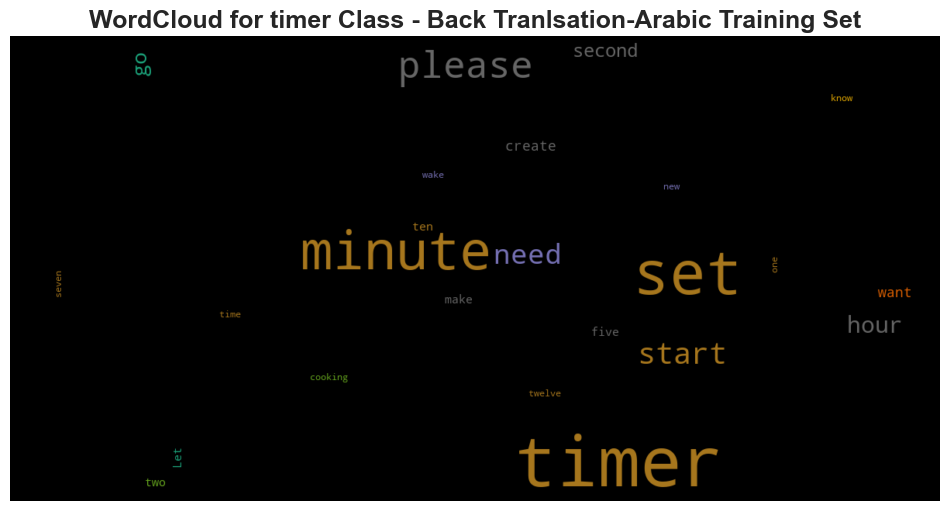 WordCloud for timer Class - Back Tranlsation-Arabic Training Set
go
please
second
know
create
wake
new
ten
minute
need
set
one
seven
make
want
time
five
hour
start
cooking
twelve
Let
timer
two